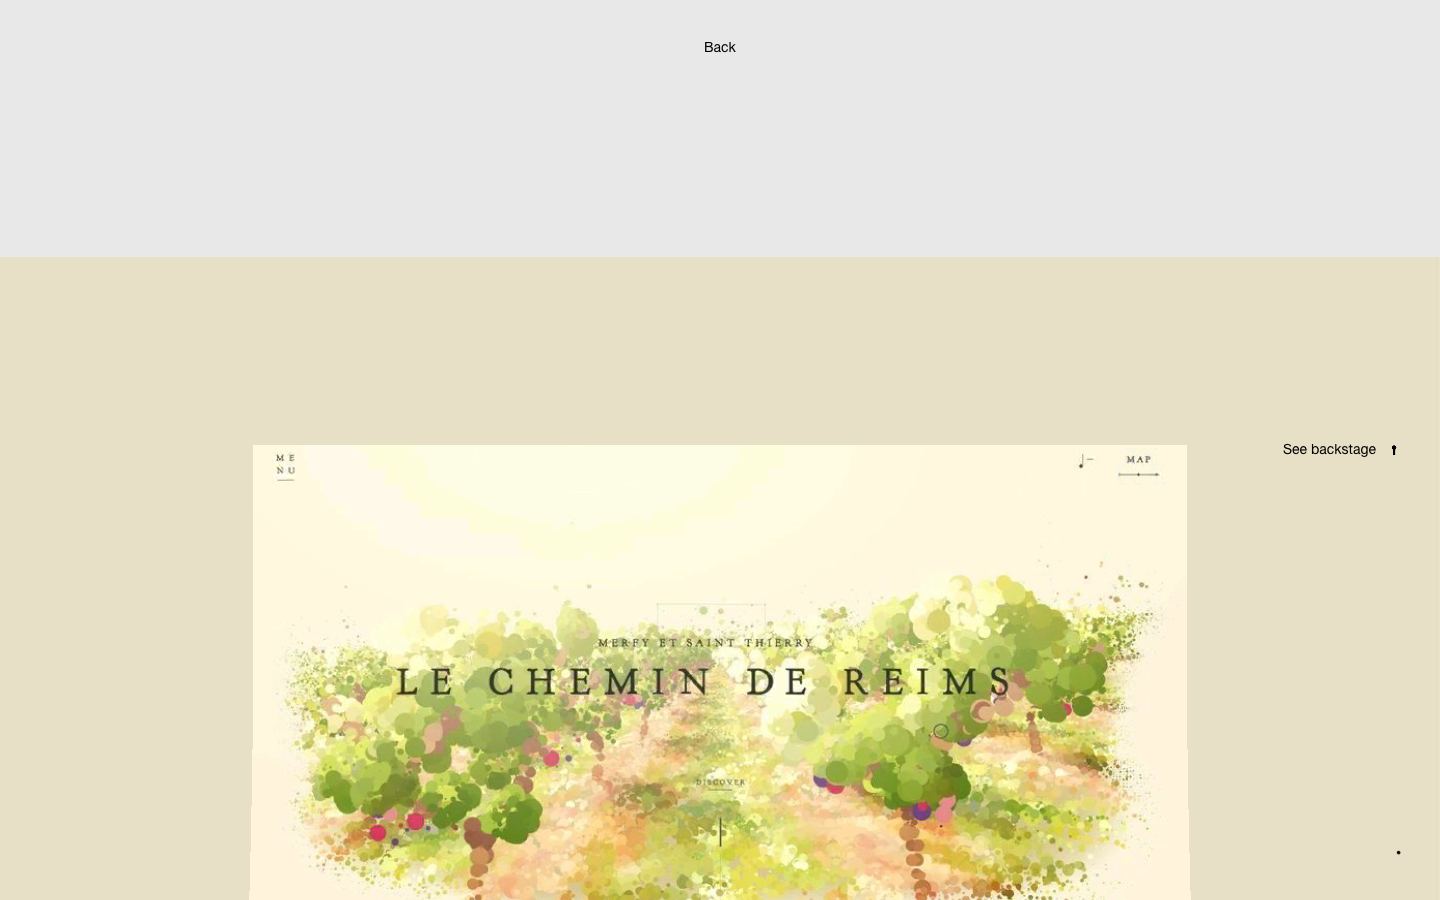 Back
See backstage
ME
NU
MAP
MERFY ET SAINT THIERRY
LE CHEMIN DE REIMS
DISCOVER